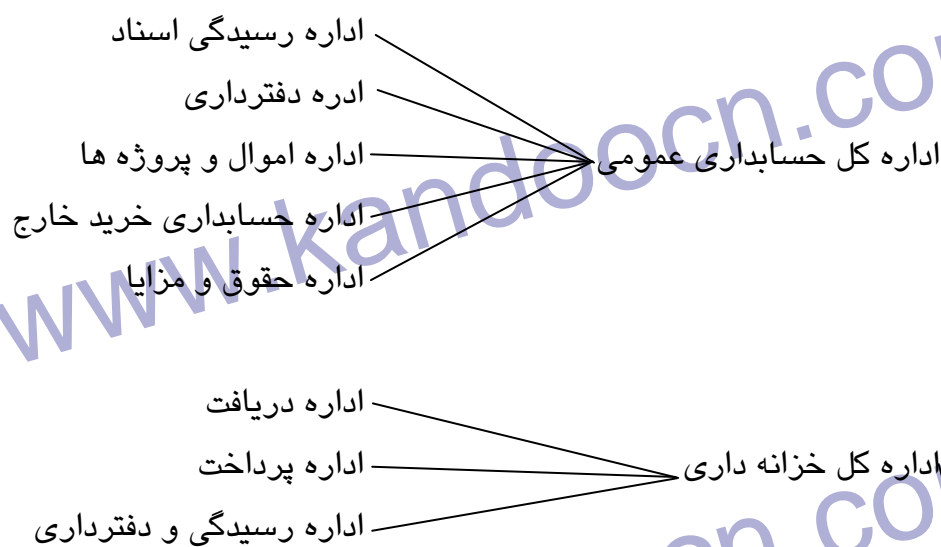 اداره رسیدگی اسناد
ادره دفترداری
اداره کل حسابداری عمومی
اداره اموال و پروژه ها
اداره حسابداری خرید خارج
اداره حقوق و مزایا
اداره دریافت
اداره کل خزانه داری
اداره پرداخت
اداره رسیدگی و دفترداری
www.kandoocn.com